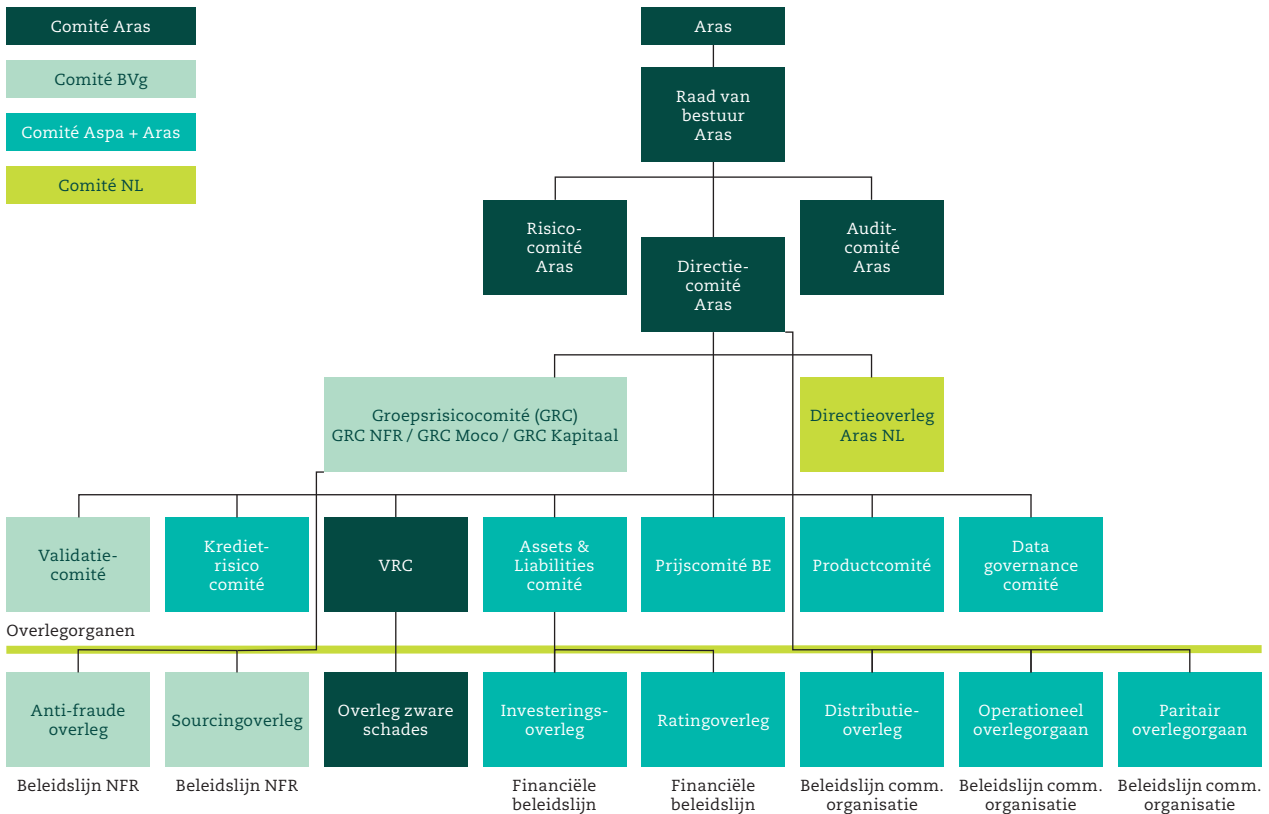 Comité Aras
Comité BVg
Comité Aspa + Aras
Comité NL
Aras
Raad van
bestuur
Aras
Risico-
comité
Aras
Directie-
comité
Aras
Audit-
comité
Aras
Groepsrisicocomité (GRC)
GRC NFR / GRC Moco / GRC Kapitaal
Directieoverleg
Aras NL
Validatie-
comité
Krediet-
risico
comité
VRC
Assets &
Liabilities
comité
Prijscomité BE
Productcomité
Data
governance
comité
Overlegorganen
Anti-fraude
overleg
Sourcingoverleg
Overleg zware
schades
Investerings-
overleg
Ratingoverleg
Distributie-
overleg
Operationeel
overlegorgaan
Paritair
overlegorgaan
Beleidslijn NFR
Beleidslijn NFR
Financiële
beleidslijn
Financiële
beleidslijn
Beleidslijn comm.
organisatie
Beleidslijn comm.
organisatie
Beleidslijn comm.
organisatie